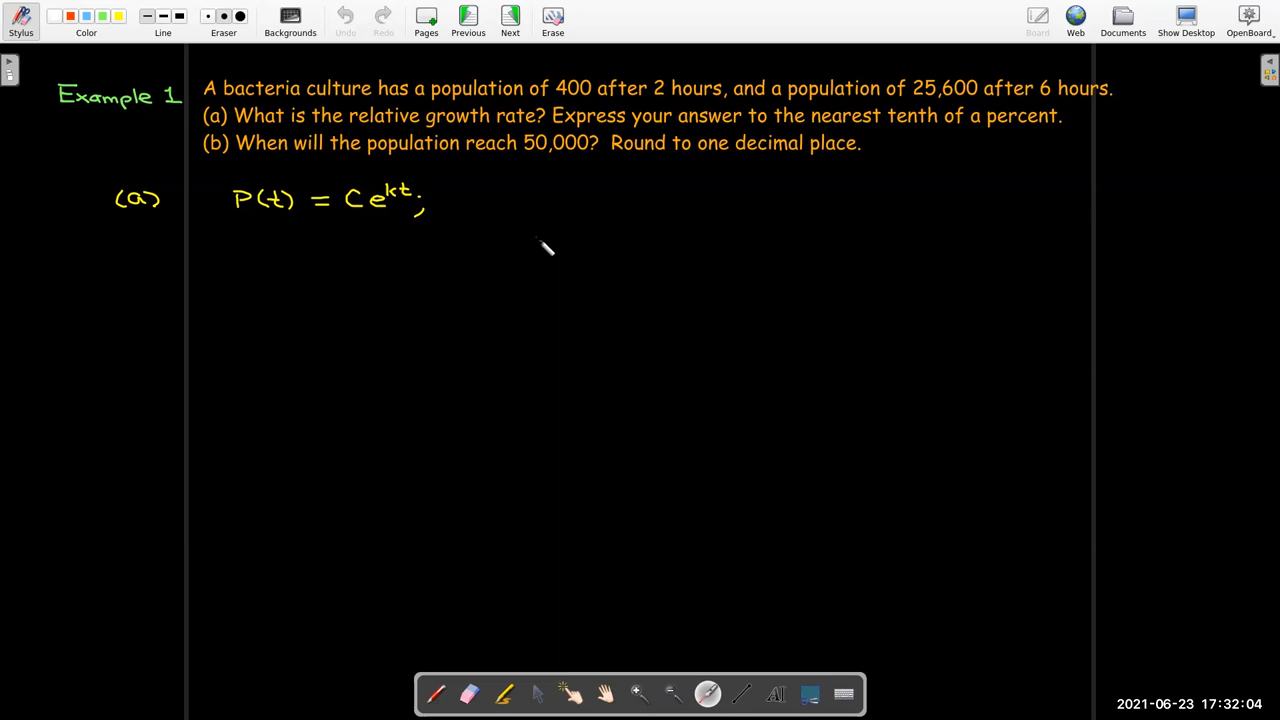 Stylus Color Line Eraser Backgrounds Undo Redo Pages Previous Next Erase Board Web Documents Show Desktop OpenBoard
Example 1
A bacteria culture has a population of 400 after 2 hours, and a population of 25,600 after 6 hours.
(a) What is the relative growth rate? Express your answer to the nearest tenth of a percent.
(b) When will the population reach 50,000? Round to one decimal place.
(a) P(t) = C e^{kt};
AI
2021-06-23 17:32:04